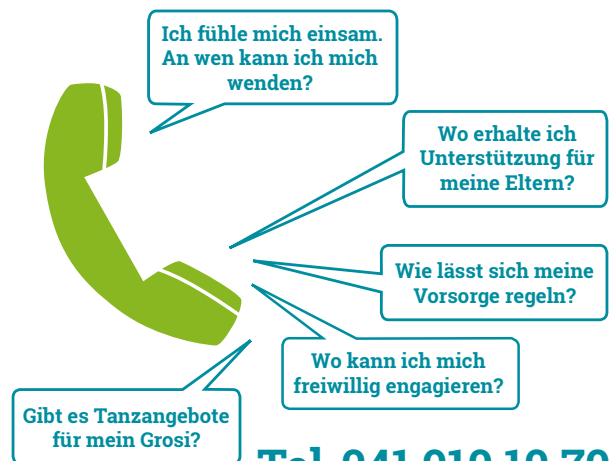 Ich fühle mich einsam.
An wen kann ich mich
wenden?
Wo erhalte ich
Unterstützung für
meine Eltern?
Wie lässt sich meine
Vorsorge regeln?
Wo kann ich mich
freiwillig engagieren?
Gibt es Tanzangebote
für mein Grosi?